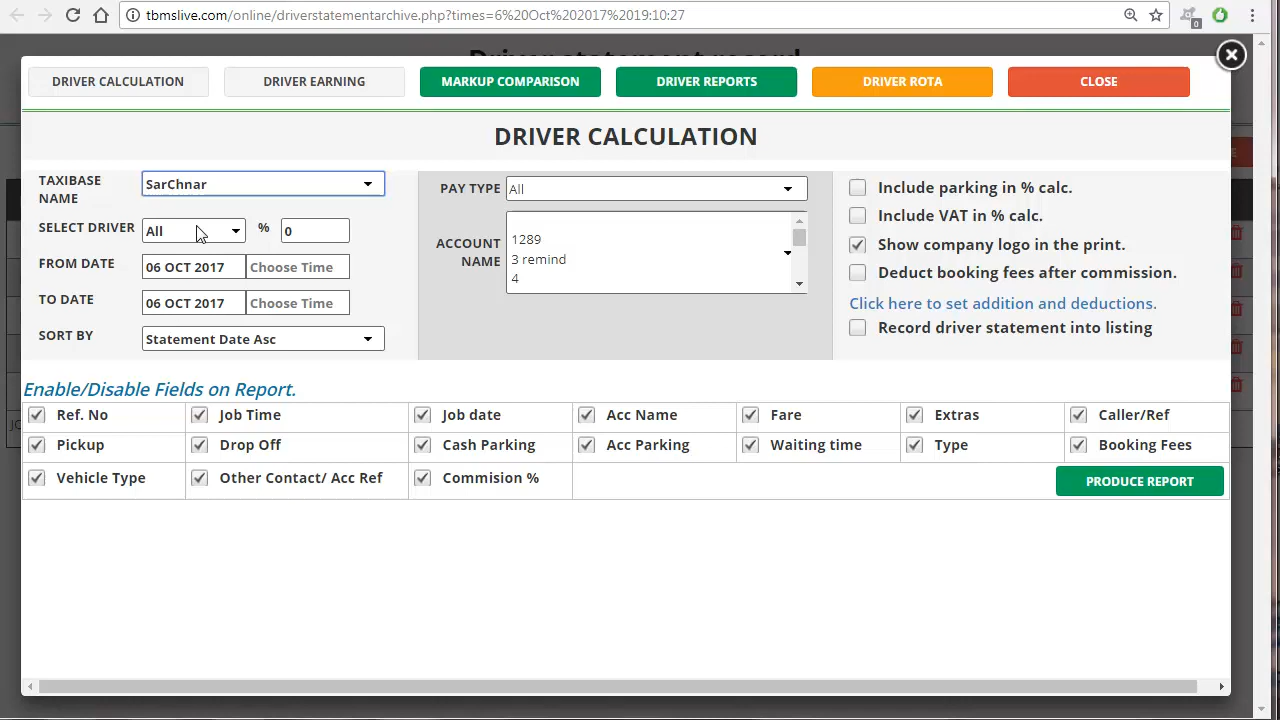 tbmslive.com/online/driverstatementarchive.php?times=6%20Oct%202017%2019:10:27
0
DRIVER CALCULATION
DRIVER EARNING
MARKUP COMPARISON
DRIVER REPORTS
DRIVER ROTA
CLOSE
DRIVER CALCULATION
TAXIBASE
NAME
SarChnar
SELECT DRIVER
All
%
0
FROM DATE
06 OCT 2017
Choose Time
TO DATE
06 OCT 2017
Choose Time
SORT BY
Statement Date Asc
PAY TYPE
All
ACCOUNT
NAME
1289
3 remind
4
Include parking in % calc.
Include VAT in % calc.
Show company logo in the print.
Deduct booking fees after commission.
Click here to set addition and deductions.
Record driver statement into listing
Enable/Disable Fields on Report.
Ref. No
Job Time
Job date
Acc Name
Fare
Extras
Caller/Ref
Pickup
Drop Off
Cash Parking
Acc Parking
Waiting time
Type
Booking Fees
Vehicle Type
Other Contact/ Acc Ref
Commision %
PRODUCE REPORT